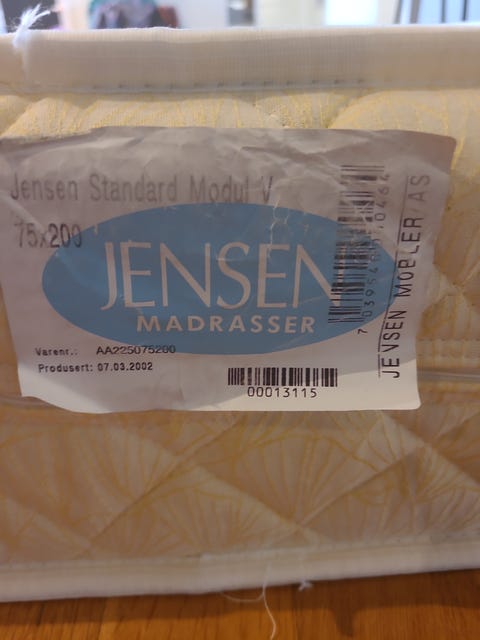 Jensen Standard Modul V
75x200
JENSEN
MADRASSER
Varenr.: AA225075200
Produsert: 07.03.2002
00013115
JENSEN MØBLER AS